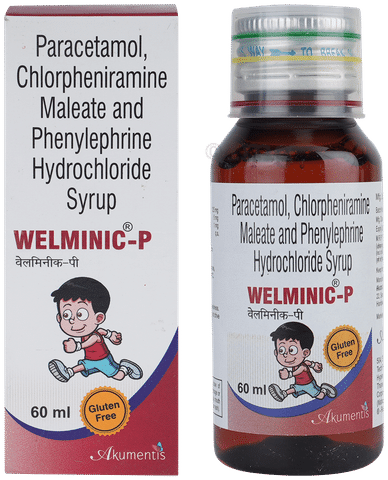 Paracetamol,
Chlorpheniramine
Maleate and
Phenylephrine
Hydrochloride
Syrup
WELMINIC®-P
वेलमिनीक-पी
60 ml
Gluten
Free
Akumentis
Paracetamol, Chlorpheniramine
Maleate and Phenylephrine
Hydrochloride Syrup
WELMINIC®-P
वेलमिनीक-पी
Gluten
Free
60 ml
Akumentis